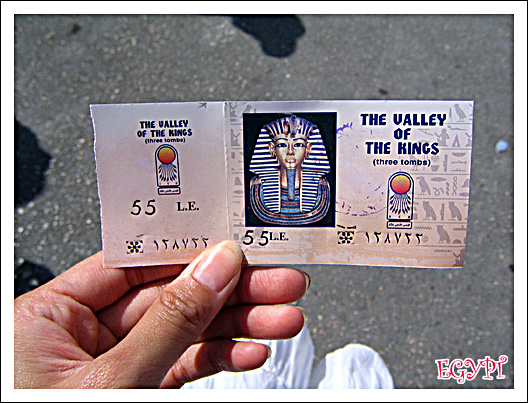 THE VALLEY
OF THE KINGS
(three tombs)
55 L.E.
١٢٨٧٢٢
THE VALLEY
OF
THE KINGS
(three tombs)
55 L.E.
١٢٨٧٢٢
EGYPT